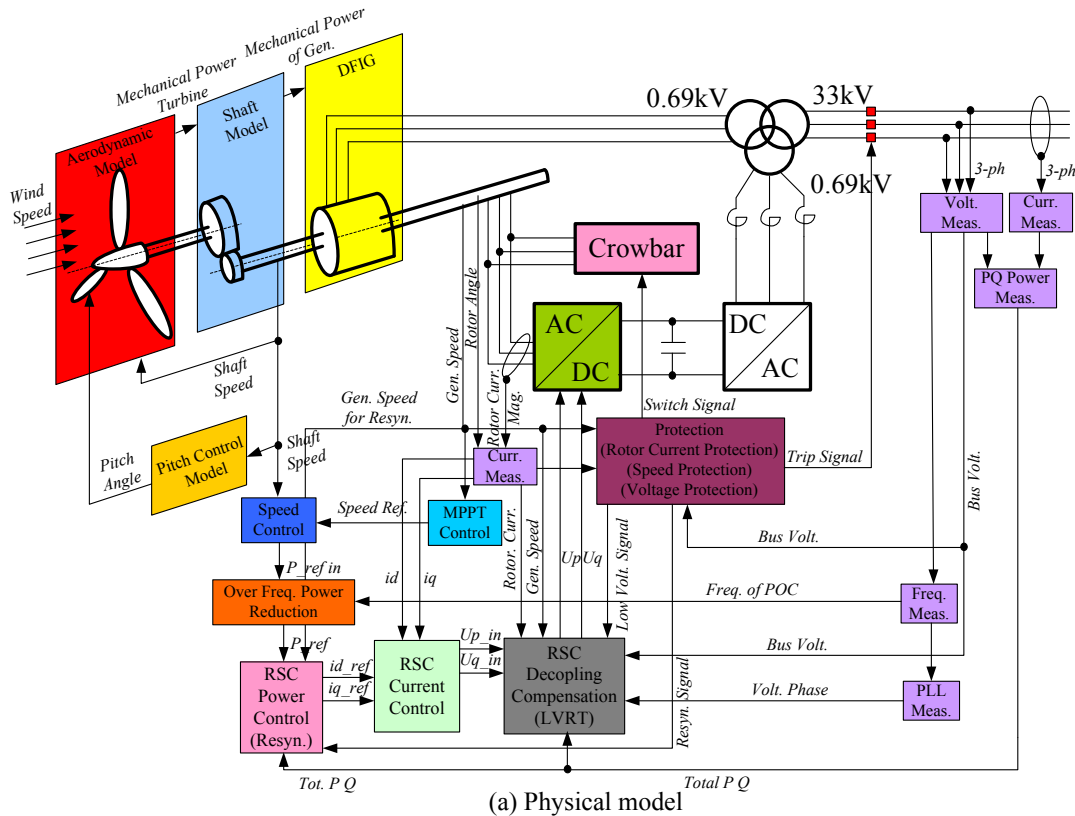 Mechanical Power
of Gen.
DFIG
Mechanical Power
Turbine
Shaft
Model
Aerodynamic
Model
Wind
Speed
0.69kV
33kV
0.69kV
3-ph
3-ph
Volt.
Meas.
Curr.
Meas.
PQ Power
Meas.
Crowbar
AC
DC
DC
AC
Rotor Angle
Gen. Speed
Rotor Curr.
Mag.
Shaft
Speed
Gen. Speed
for Resyn.
Switch Signal
Protection
(Rotor Current Protection)
(Speed Protection)
(Voltage Protection)
Trip Signal
Bus Volt.
Pitch
Angle
Pitch Control
Model
Shaft
Speed
Curr.
Meas.
Speed
Control
Speed Ref.
MPPT
Control
Rotor. Curr.
Gen. Speed
Up
Uq
Low Volt. Signal
Bus Volt.
P_ref in
id
iq
Over Freq. Power
Reduction
Freq. of POC
Freq.
Meas.
P_ref
RSC
Power
Control
(Resyn.)
id_ref
iq_ref
RSC
Current
Control
Up_in
Uq_in
RSC
Decopling
Compensation
(LVRT)
Resyn. Signal
Bus Volt.
Volt. Phase
PLL
Meas.
Tot. P Q
Total P Q
(a) Physical model